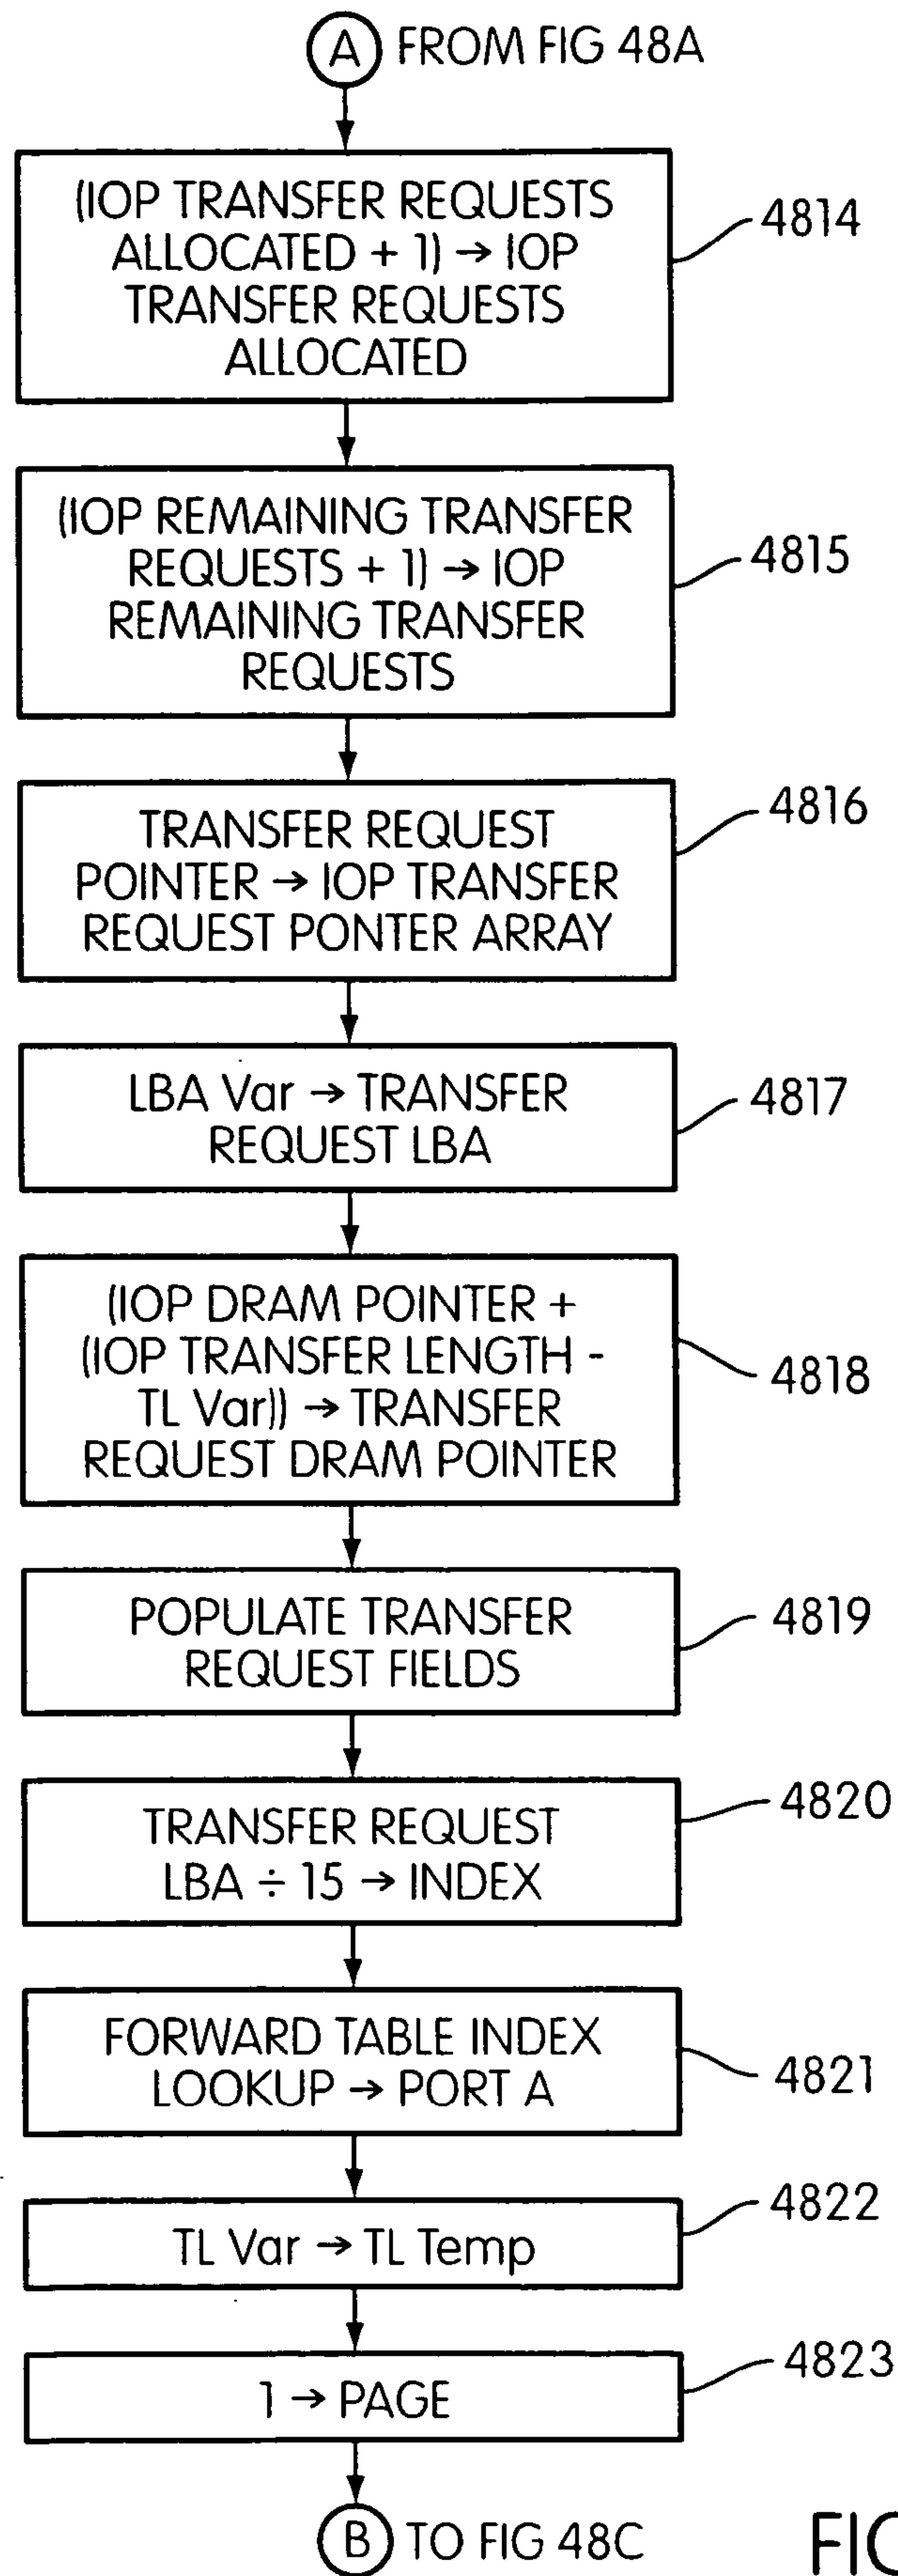 A FROM FIG 48A
(IOP TRANSFER REQUESTS
ALLOCATED + 1) → IOP
TRANSFER REQUESTS
ALLOCATED
4814
(IOP REMAINING TRANSFER
REQUESTS + 1) → IOP
REMAINING TRANSFER
REQUESTS
4815
TRANSFER REQUEST
POINTER → IOP TRANSFER
REQUEST PONTER ARRAY
4816
LBA Var → TRANSFER
REQUEST LBA
4817
(IOP DRAM POINTER +
(IOP TRANSFER LENGTH -
TL Var)) → TRANSFER
REQUEST DRAM POINTER
4818
POPULATE TRANSFER
REQUEST FIELDS
4819
TRANSFER REQUEST
LBA ÷ 15 → INDEX
4820
FORWARD TABLE INDEX
LOOKUP → PORT A
4821
TL Var → TL Temp
4822
1 → PAGE
4823
B TO FIG 48C